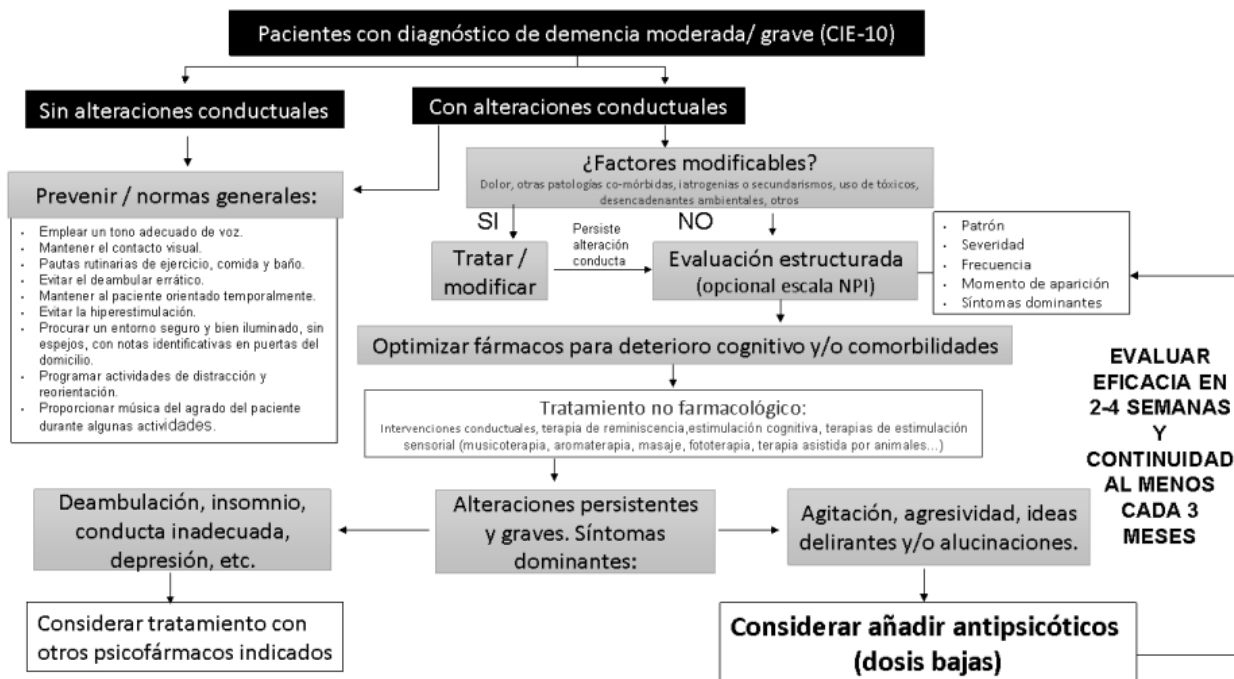 Pacientes con diagnóstico de demencia moderada/ grave (CIE-10)
Sin alteraciones conductuales
Con alteraciones conductuales
¿Factores modificables?
Dolor, otras patologías co-mórbidas, iatrogenias o secundarismos, uso de tóxicos,
desencadenantes ambientales, otros
Prevenir / normas generales:
• Emplear un tono adecuado de voz.
• Mantener el contacto visual.
• Pautas rutinarias de ejercicio, comida y baño.
• Evitar el deambular errático.
• Mantener al paciente orientado temporalmente.
• Evitar la hiperestimulación.
• Procurar un entorno seguro y bien iluminado, sin
espejos, con notas identificativas en puertas del
domicilio.
• Programar actividades de distracción y
reorientación.
• Proporcionar música del agrado del paciente
durante algunas actividades.
SI
NO
Tratar /
modificar
Persiste
alteración
conducta
Evaluación estructurada
(opcional escala NPI)
• Patrón
• Severidad
• Frecuencia
• Momento de aparición
• Síntomas dominantes
Optimizar fármacos para deterioro cognitivo y/o comorbilidades
Tratamiento no farmacológico:
Intervenciones conductuales, terapia de reminiscencia,estimulación cognitiva, terapias de estimulación
sensorial (musicoterapia, aromaterapia, masaje, fototerapia, terapia asistida por animales...)
EVALUAR
EFICACIA EN
2-4 SEMANAS
Y
CONTINUIDAD
AL MENOS
CADA 3
MESES
Deambulación, insomnio,
conducta inadecuada,
depresión, etc.
Alteraciones persistentes
y graves. Síntomas
dominantes:
Agitación, agresividad, ideas
delirantes y/o alucinaciones.
Considerar tratamiento con
otros psicofármacos indicados
Considerar añadir antipsicóticos
(dosis bajas)